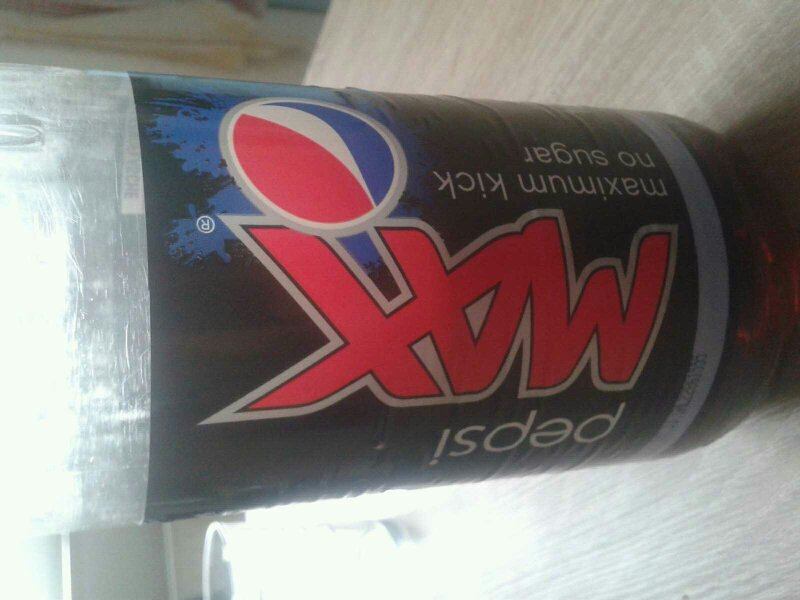 pepsi
MAX
maximum kick
no sugar
®